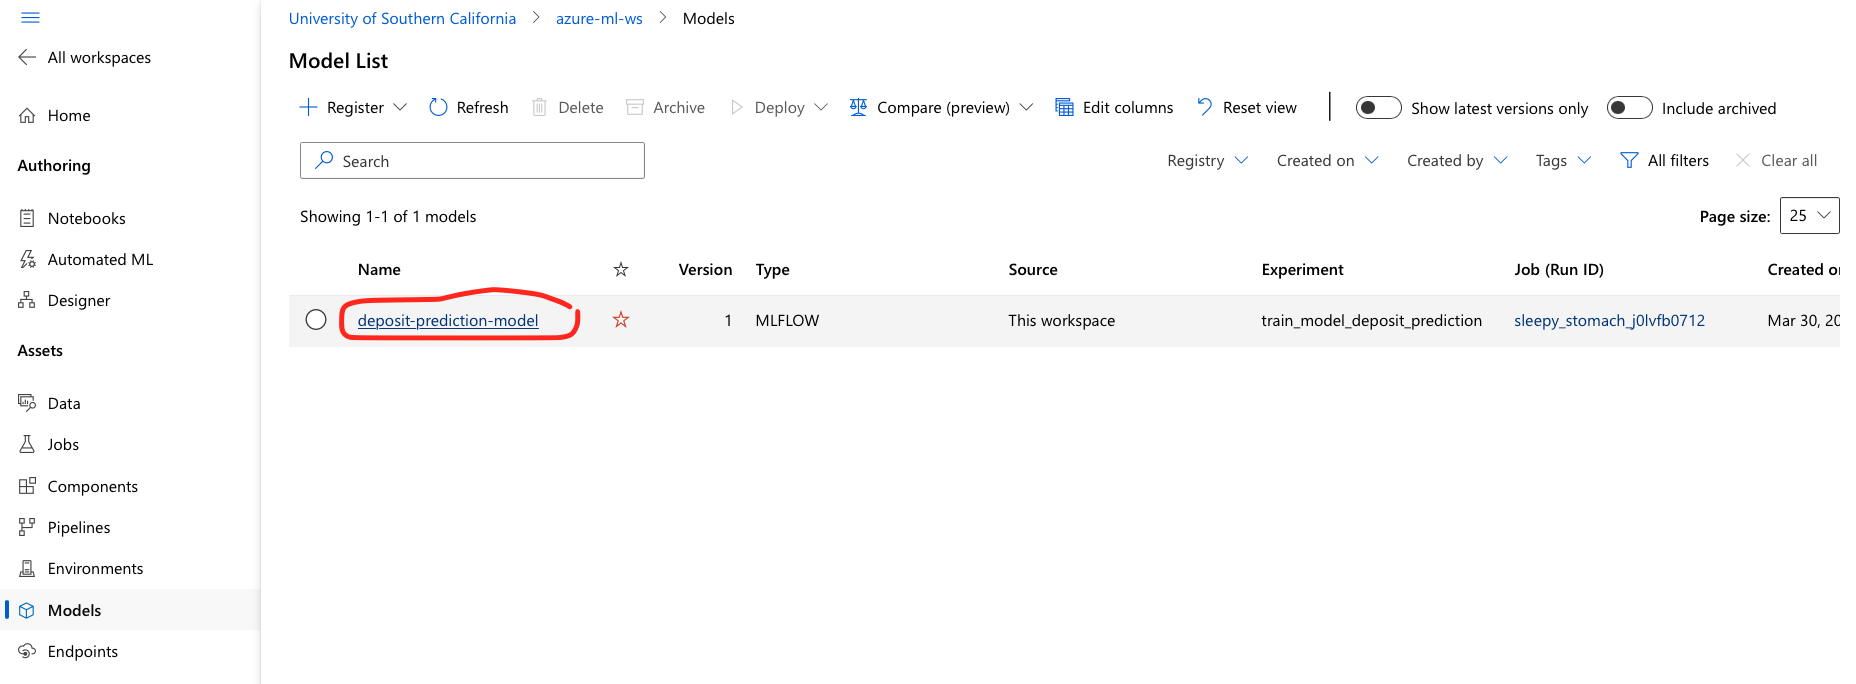 University of Southern California > azure-ml-ws > Models
All workspaces
Model List
Register Refresh Delete Archive Deploy Compare (preview) Edit columns Reset view Show latest versions only Include archived
Home
Search Registry Created on Created by Tags All filters Clear all
Authoring
Showing 1-1 of 1 models Page size: 25
Notebooks
Automated ML
Name Version Type Source Experiment Job (Run ID) Created
Designer
deposit-prediction-model 1 MLFLOW This workspace train_model_deposit_prediction sleepy_stomach_j0lvfb0712 Mar 30, 20
Assets
Data
Jobs
Components
Pipelines
Environments
Models
Endpoints